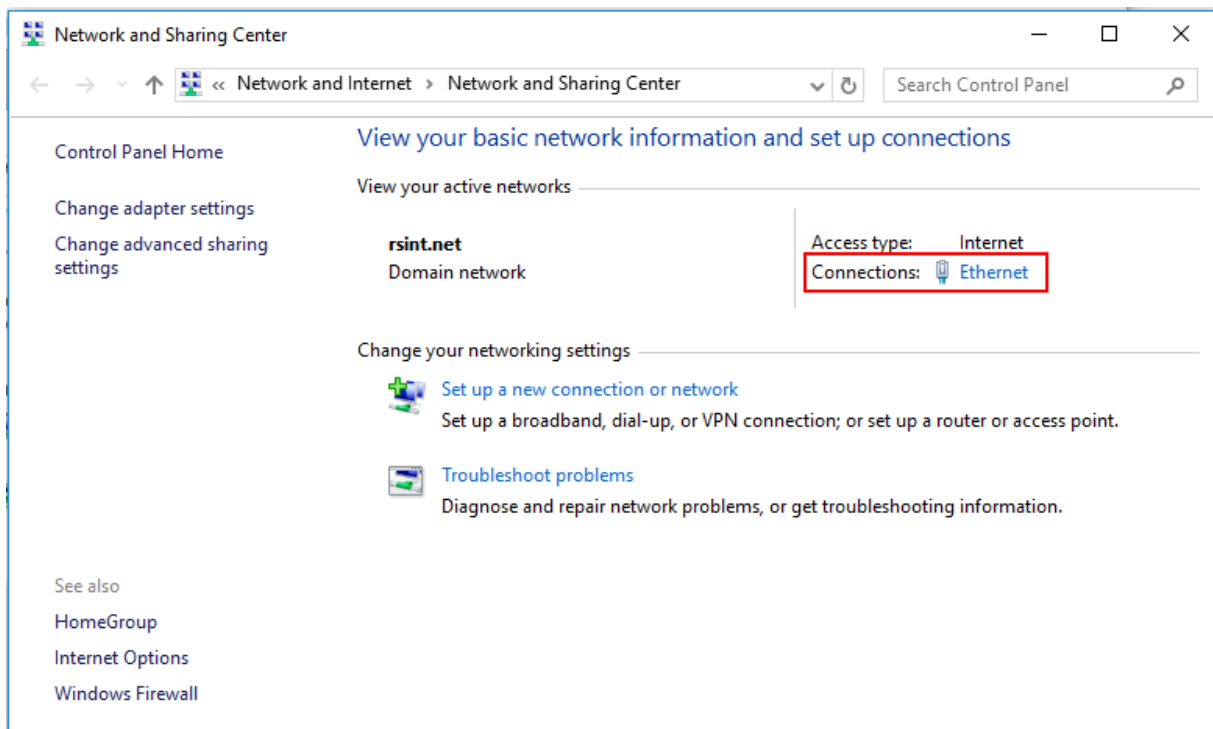 Network and Sharing Center
« Network and Internet › Network and Sharing Center
Search Control Panel
Control Panel Home
Change adapter settings
Change advanced sharing
settings
View your basic network information and set up connections
View your active networks
rsint.net
Domain network
Access type: Internet
Connections: Ethernet
Change your networking settings
Set up a new connection or network
Set up a broadband, dial-up, or VPN connection; or set up a router or access point.
Troubleshoot problems
Diagnose and repair network problems, or get troubleshooting information.
See also
HomeGroup
Internet Options
Windows Firewall